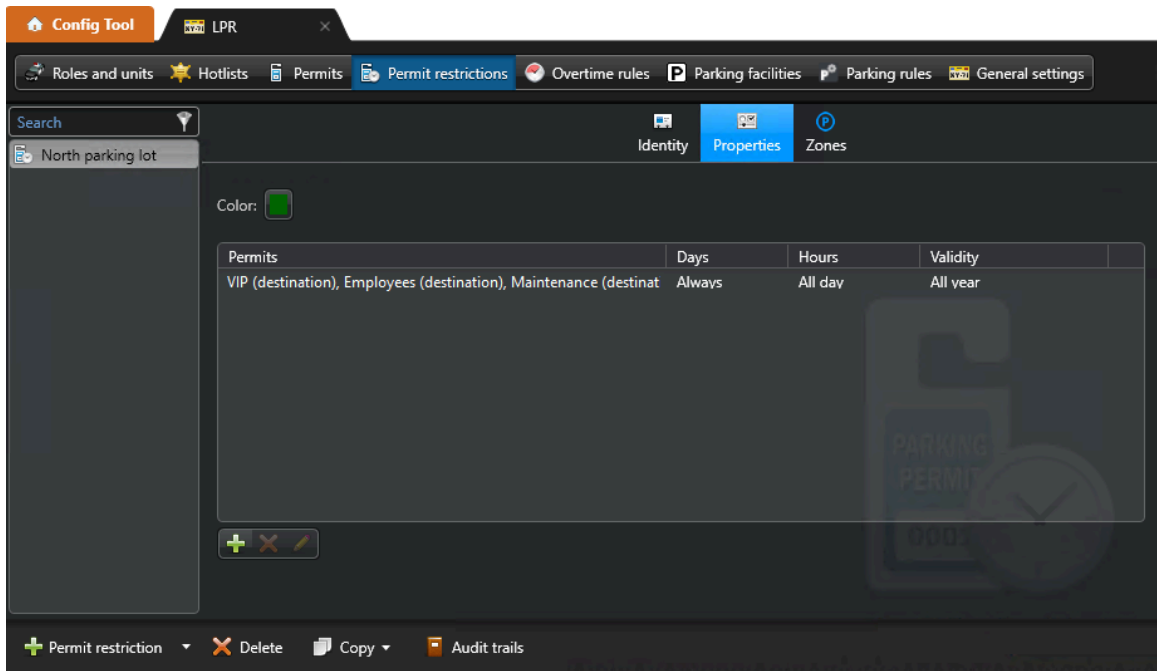 Config Tool
LPR
Roles and units Hotlists Permits Permit restrictions Overtime rules Parking facilities Parking rules General settings
Search
North parking lot
Identity Properties Zones
Color:
Permits Days Hours Validity
VIP (destination), Employees (destination), Maintenance (destinat Always All day All year
PARKING
PERMIT
Permit restriction Delete Copy Audit trails